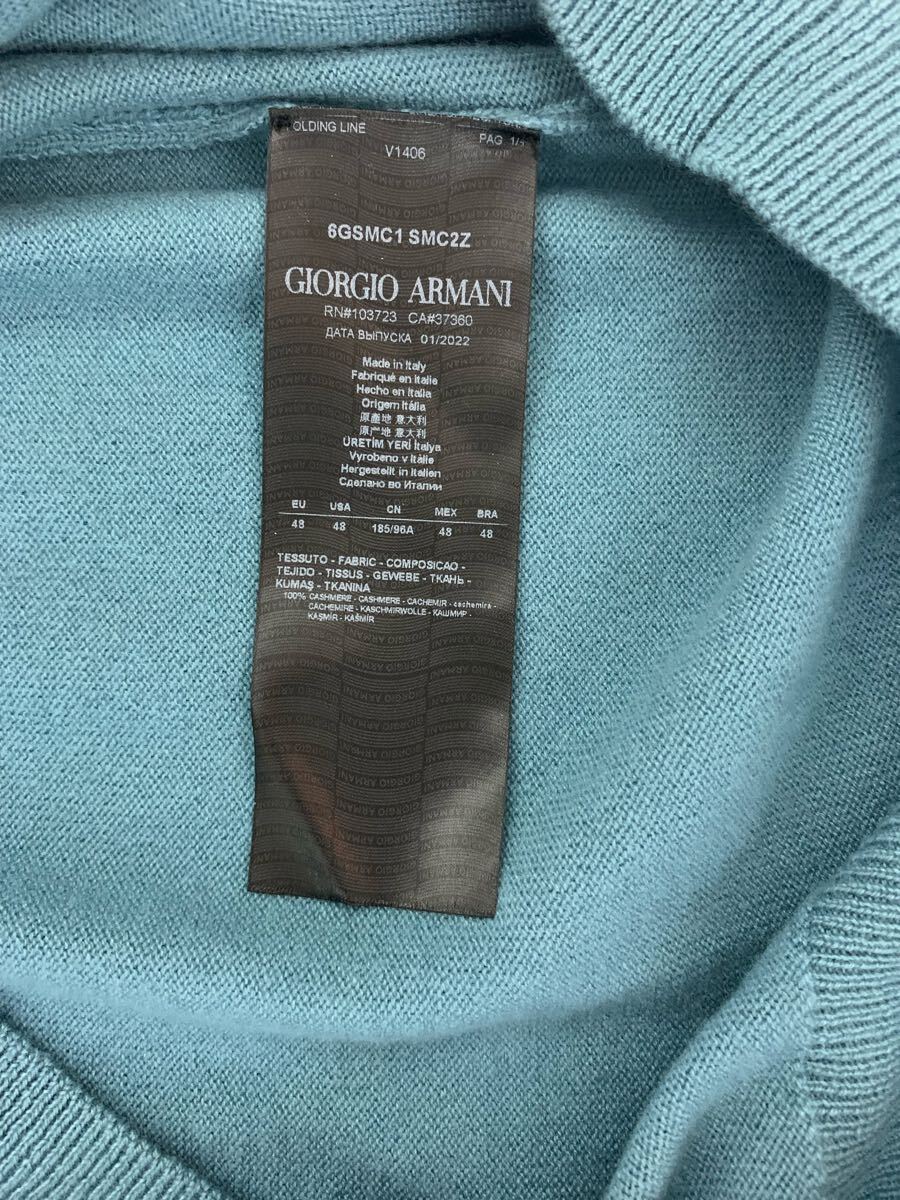 OLDING LINE
PAG 1/
V1406
6GSMC1 SMC2Z
GIORGIO ARMANI
RN#103723 CA#37360
ДАТА ВЫПУСКА 01/2022
Made in Italy
Fabriqué en Italie
Hecho en Italia
Origem Itália
原產地 意大利
原产地 意大利
ÜRETİM YERİ İtalya
Vyrobeno v Itálie
Hergestellt in Italien
Сделано во Италии
EU USA CN MEX BRA
48 48 185/96A 48 48
TESSUTO - FABRIC - COMPOSICAO -
TEJIDO - TISSUS - GEWEBE - ТКАНЬ -
KUMAŞ - TKANINA
100% CASHMERE - CASHMERE - CACHEMIR - cachemira -
CACHEMIRE - KASCHMIRWOLLE - КАШМИР -
KAŞMİR - KAŠMÍR